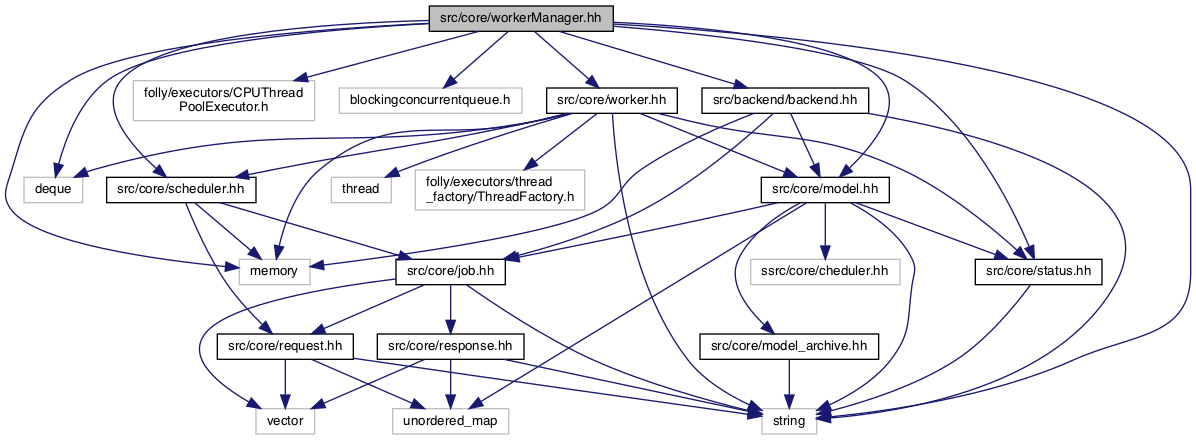 src/core/workerManager.hh
folly/executors/CPUThread
PoolExecutor.h
blockingconcurrentqueue.h
src/core/worker.hh
src/backend/backend.hh
deque
src/core/scheduler.hh
thread
folly/executors/thread
_factory/ThreadFactory.h
src/core/model.hh
memory
src/core/job.hh
ssrc/core/cheduler.hh
src/core/status.hh
src/core/request.hh
src/core/response.hh
src/core/model_archive.hh
vector
unordered_map
string